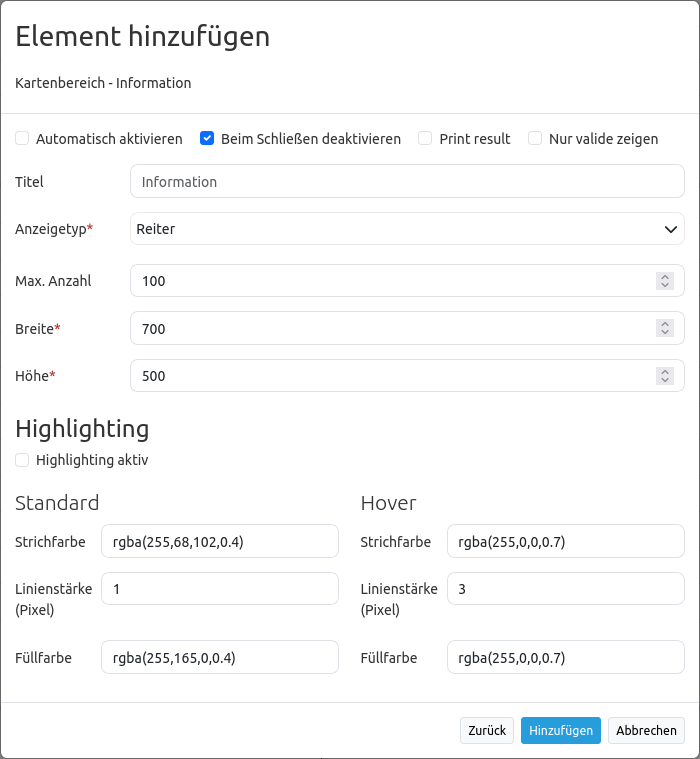 Element hinzufügen
Kartenbereich - Information
Automatisch aktivieren Beim Schließen deaktivieren Print result Nur valide zeigen
Titel Information
Anzeigetyp* Reiter
Max. Anzahl 100
Breite* 700
Höhe* 500
Highlighting
Highlighting aktiv
Standard Hover
Strichfarbe rgba(255,68,102,0.4) Strichfarbe rgba(255,0,0,0.7)
Linienstärke (Pixel) 1 Linienstärke (Pixel) 3
Füllfarbe rgba(255,165,0,0.4) Füllfarbe rgba(255,0,0,0.7)
Zurück Hinzufügen Abbrechen